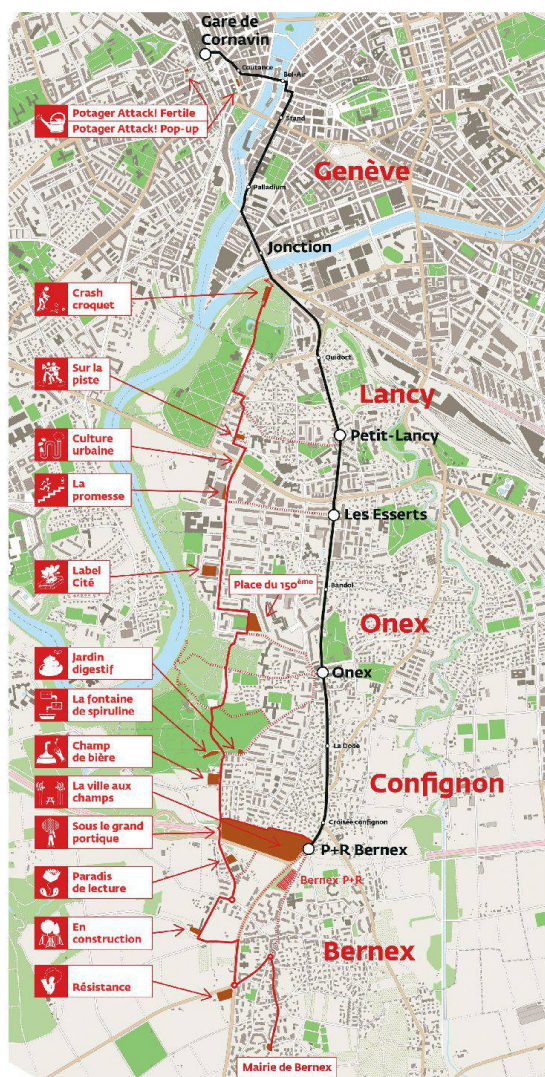 Gare de
Cornavin
Coutance
Bel-Air
Potager Attack! Fertile
Potager Attack! Pop-up
Stand
Genève
Palladium
Jonction
Crash
croquet
Quidort
Sur la
piste
Lancy
Petit-Lancy
Culture
urbaine
La
promesse
Les Esserts
Label
Cité
Place du 150ème
Bandol
Onex
Jardin
digestif
Onex
La fontaine
de spiruline
Champ
de bière
La Dode
Confignon
La ville aux
champs
Sous le grand
portique
Croisée confignon
P+R Bernex
Paradis
de lecture
Bernex P+R
En
construction
Bernex
Résistance
Mairie de Bernex